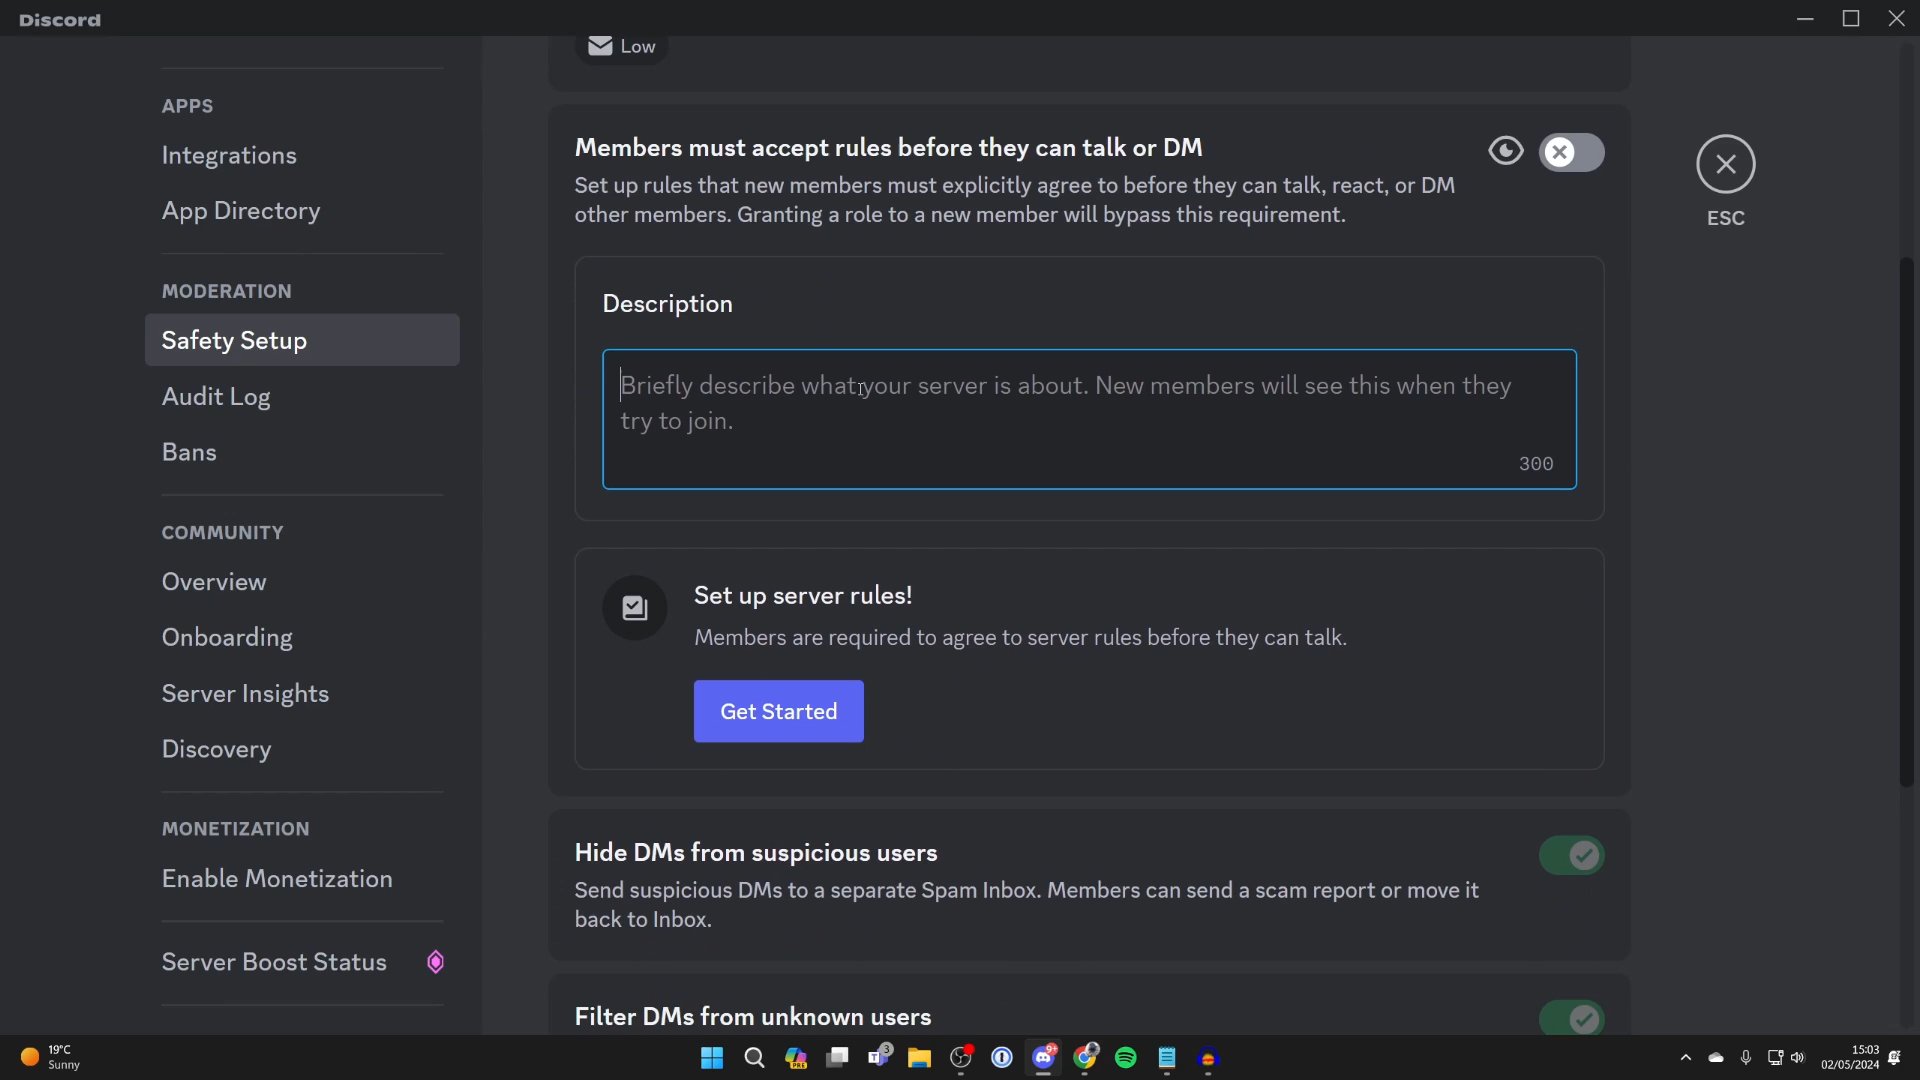 Discord
Low
APPS
Integrations
App Directory
MODERATION
Safety Setup
Audit Log
Bans
COMMUNITY
Overview
Onboarding
Server Insights
Discovery
MONETIZATION
Enable Monetization
Server Boost Status
Members must accept rules before they can talk or DM
Set up rules that new members must explicitly agree to before they can talk, react, or DM
other members. Granting a role to a new member will bypass this requirement.
ESC
Description
Briefly describe what your server is about. New members will see this when they
try to join.
300
Set up server rules!
Members are required to agree to server rules before they can talk.
Get Started
Hide DMs from suspicious users
Send suspicious DMs to a separate Spam Inbox. Members can send a scam report or move it
back to Inbox.
Filter DMs from unknown users
19°C
Sunny
PRE
3
9+
15:03
02/05/2024